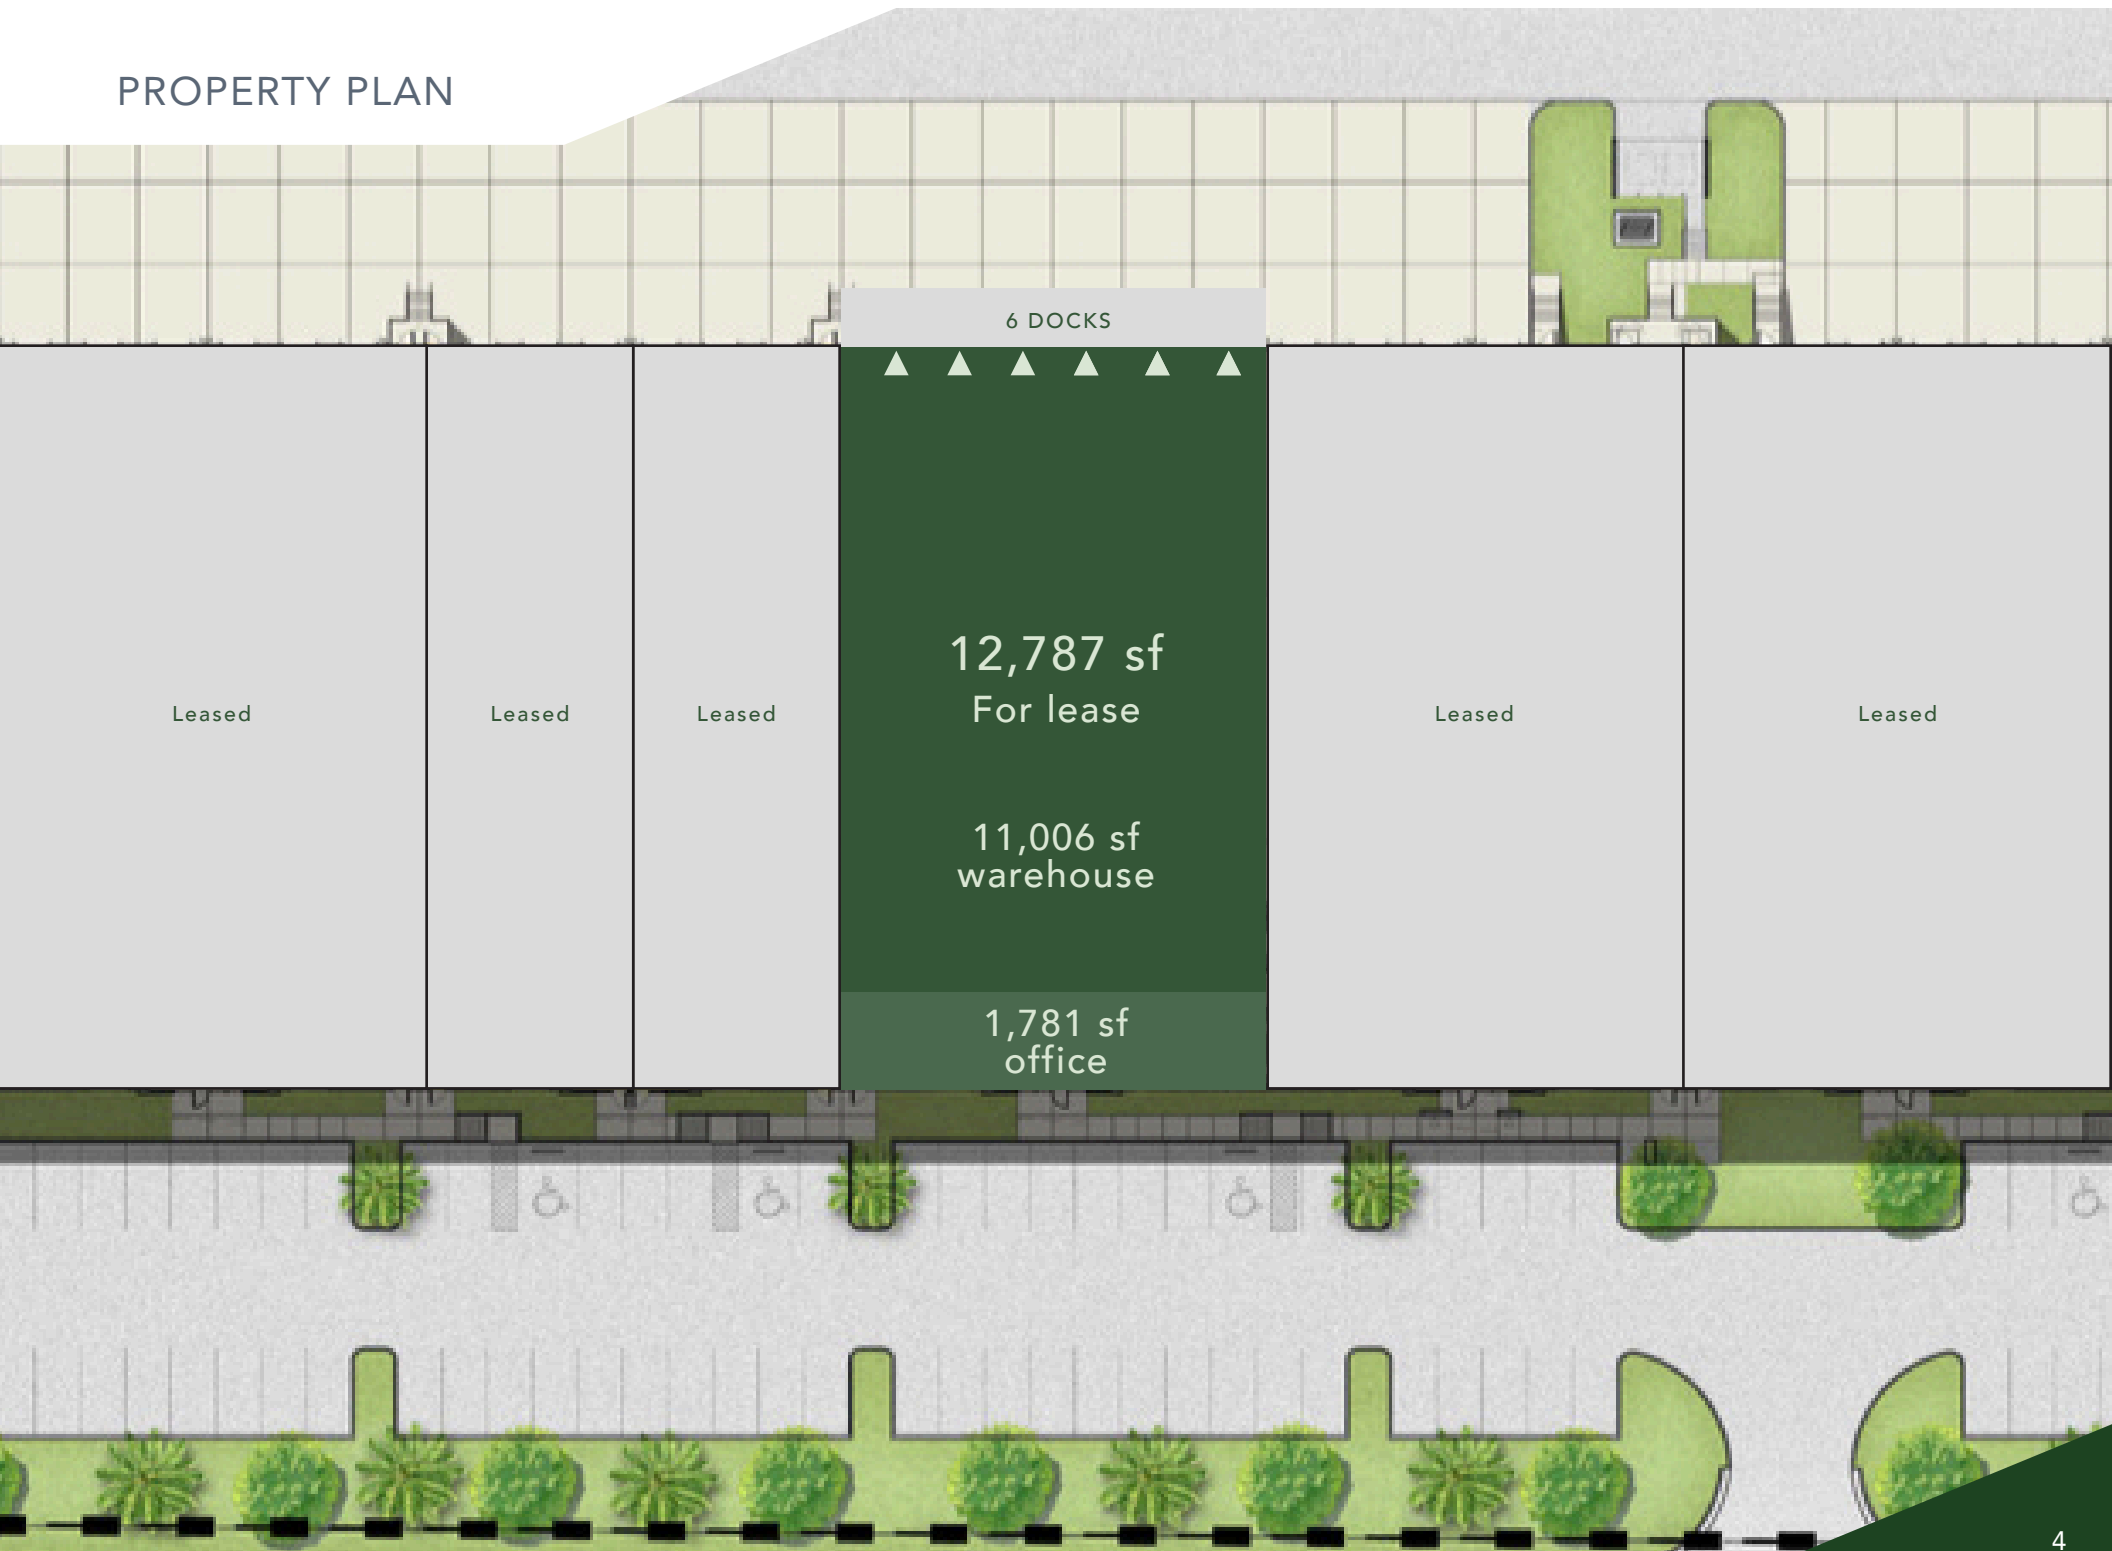 PROPERTY PLAN
6 DOCKS
12,787 sf
For lease
Leased
Leased
Leased
Leased
Leased
11,006 sf
warehouse
1,781 sf
office
4